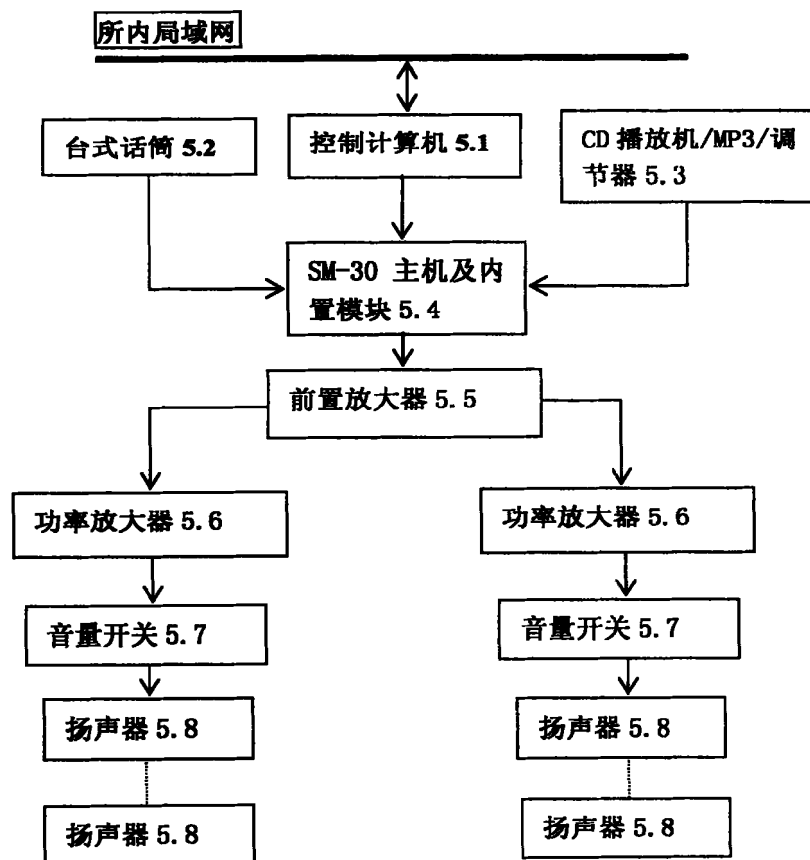 所内局域网
台式话筒 5.2
控制计算机 5.1
CD 播放机/MP3/调
节器 5.3
SM-30 主机及内
置模块 5.4
前置放大器 5.5
功率放大器 5.6
功率放大器 5.6
音量开关 5.7
音量开关 5.7
扬声器 5.8
扬声器 5.8
扬声器 5.8
扬声器 5.8